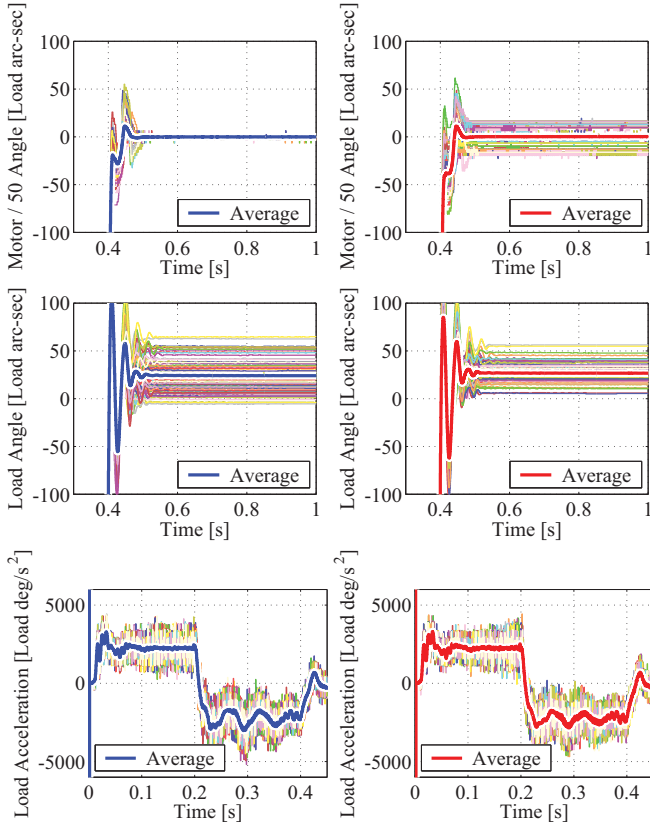 Motor / 50 Angle [Load arc-sec]
100
50
0
-50
-100
Average
0.4 0.6 0.8 1
Time [s]
Motor / 50 Angle [Load arc-sec]
100
50
0
-50
-100
Average
0.4 0.6 0.8 1
Time [s]
Load Angle [Load arc-sec]
100
50
0
-50
-100
Average
0.4 0.6 0.8 1
Time [s]
Load Angle [Load arc-sec]
100
50
0
-50
-100
Average
0.4 0.6 0.8 1
Time [s]
Load Acceleration [Load deg/s²]
5000
0
-5000
Average
0 0.1 0.2 0.3 0.4
Time [s]
Load Acceleration [Load deg/s²]
5000
0
-5000
Average
0 0.1 0.2 0.3 0.4
Time [s]